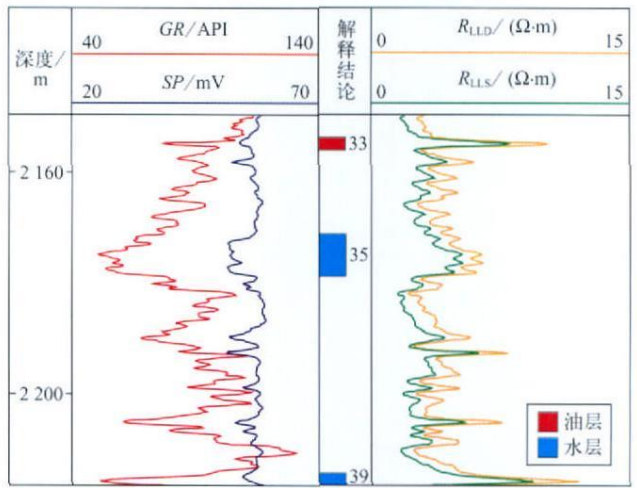 深度/
m
GR/API
40 140
SP/mV
20 70
解释结论
R_LLD/ (Ω·m)
0 15
R_LLS/ (Ω·m)
0 15
33
2 160
35
2 200
油层
水层
39